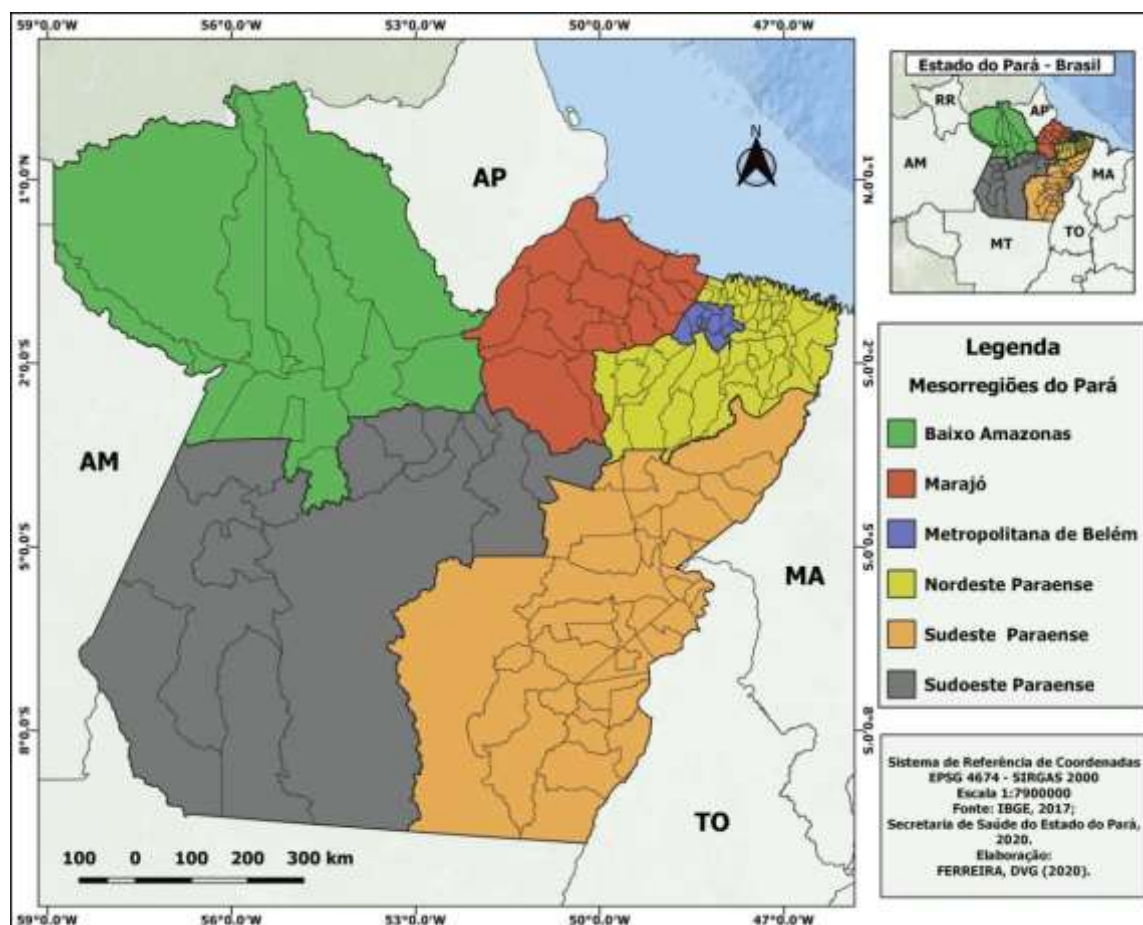 59°0.0'W
56°0.0'W
53°0.0'W
50°0.0'W
47°0.0'W
1°0.0'N
2°0.0'S
5°0.0'S
8°0.0'S
AP
N
AM
MA
TO
100 0 100 200 300 km
59°0.0'W
56°0.0'W
53°0.0'W
50°0.0'W
47°0.0'W
1°0.0'N
2°0.0'S
5°0.0'S
8°0.0'S
Estado do Pará - Brasil
RR
AP
AM
MA
TO
MT
Legenda
Mesorregiões do Pará
Baixo Amazonas
Marajó
Metropolitana de Belém
Nordeste Paraense
Sudeste Paraense
Sudoeste Paraense
Sistema de Referência de Coordenadas
EPSG 4674 - SIRGAS 2000
Escala 1:7900000
Fonte: IBGE, 2017;
Secretaria de Saúde do Estado do Pará,
2020.
Elaboração:
FERREIRA, DVG (2020).